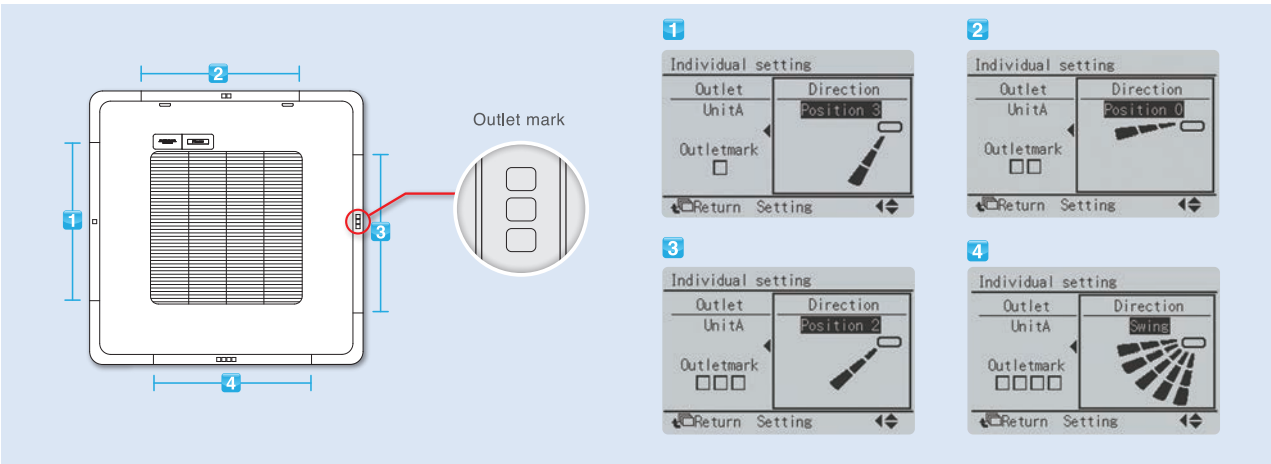 2
1
3
4
Outlet mark
1
Individual setting
Outlet Direction
UnitA Position 3
Outletmark
Return Setting
2
Individual setting
Outlet Direction
UnitA Position 0
Outletmark
Return Setting
3
Individual setting
Outlet Direction
UnitA Position 2
Outletmark
Return Setting
4
Individual setting
Outlet Direction
UnitA Swing
Outletmark
Return Setting